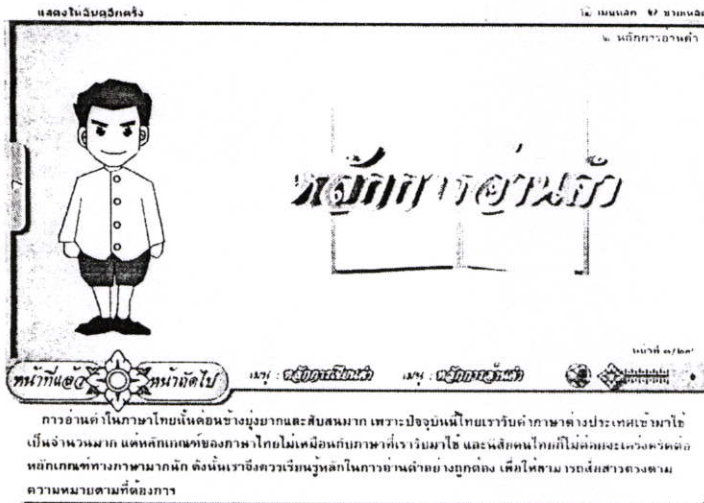 แสดงในอินดุอีกครั้ง
เมนูหลัก
๒ หลักการอ่านคำ
หลักการอ่านคำ
หน้าที่แล้ว
หน้าถัดไป
เมนู : หลักการเขียนคำ
เมนู : หลักการอ่านคำ
การอ่านคำในภาษาไทยนั้นค่อนข้างยุ่งยากและสับสนมาก เพราะปัจจุบันนี้ไทยเรารับคำภาษาต่างประเทศเข้ามาใช้
เป็นจำนวนมาก แต่หลักเกณฑ์ของภาษาไทยไม่เหมือนกับภาษาที่เรารับมาใช้ และนิสัยคนไทยก็ไม่ค่อยจะเคร่งครัดต่อ
หลักเกณฑ์ทางภาษามากนัก ดังนั้นเราจึงควรเรียนรู้หลักในการอ่านคำอย่างถูกต้อง เพื่อให้สามารถสื่อสารตรงตาม
ความหมายตามที่ต้องการ